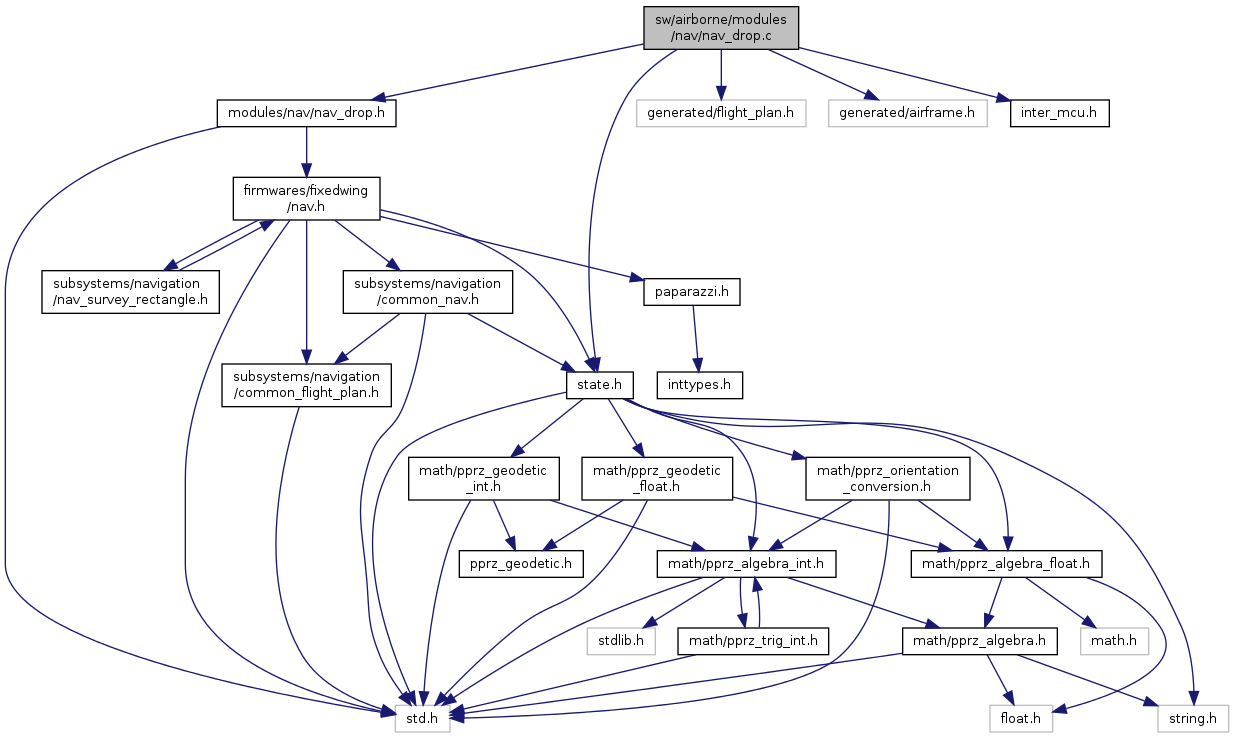 sw/airborne/modules
/nav/nav_drop.c
modules/nav/nav_drop.h
generated/flight_plan.h
generated/airframe.h
inter_mcu.h
firmwares/fixedwing
/nav.h
subsystems/navigation
/nav_survey_rectangle.h
subsystems/navigation
/common_nav.h
paparazzi.h
subsystems/navigation
/common_flight_plan.h
state.h
inttypes.h
math/pprz_geodetic
_int.h
math/pprz_geodetic
_float.h
math/pprz_orientation
_conversion.h
pprz_geodetic.h
math/pprz_algebra_int.h
math/pprz_algebra_float.h
stdlib.h
math/pprz_trig_int.h
math/pprz_algebra.h
math.h
std.h
float.h
string.h